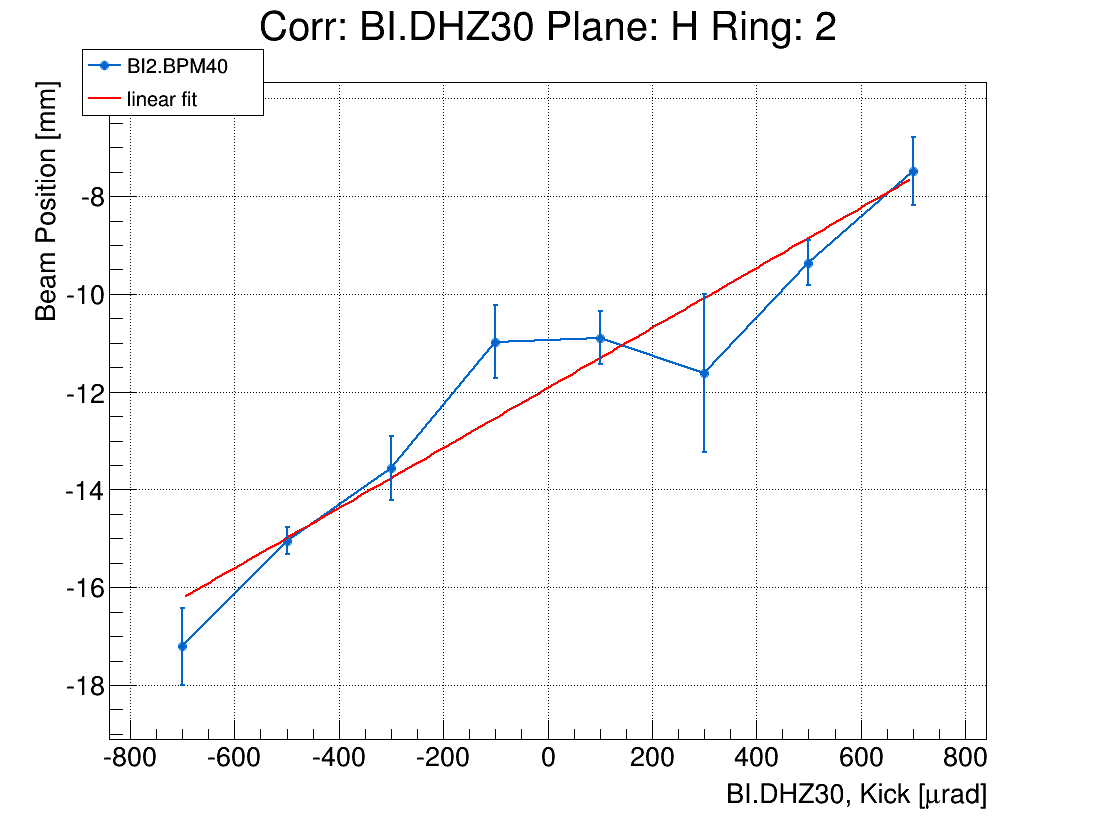 Corr: BI.DHZ30 Plane: H Ring: 2
BI2.BPM40
linear fit
Beam Position [mm]
-8
-10
-12
-14
-16
-18
-800 -600 -400 -200 0 200 400 600 800
BI.DHZ30, Kick [μrad]